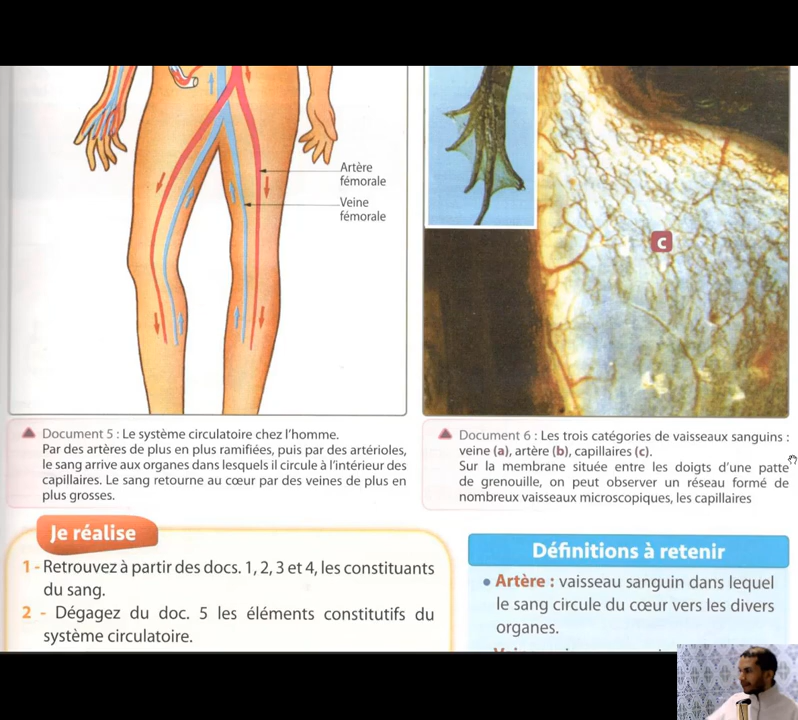 Artère
fémorale
Veine
fémorale
c
Document 5 : Le système circulatoire chez l'homme.
Par des artères de plus en plus ramifiées, puis par des artérioles,
le sang arrive aux organes dans lesquels il circule à l'intérieur des
capillaires. Le sang retourne au cœur par des veines de plus en
plus grosses.
Document 6 : Les trois catégories de vaisseaux sanguins :
veine (a), artère (b), capillaires (c).
Sur la membrane située entre les doigts d'une patte
de grenouille, on peut observer un réseau formé de
nombreux vaisseaux microscopiques, les capillaires
Je réalise
1 - Retrouvez à partir des docs. 1, 2, 3 et 4, les constituants
du sang.
2 - Dégagez du doc. 5 les éléments constitutifs du
système circulatoire.
Définitions à retenir
• Artère : vaisseau sanguin dans lequel
le sang circule du cœur vers les divers
organes.